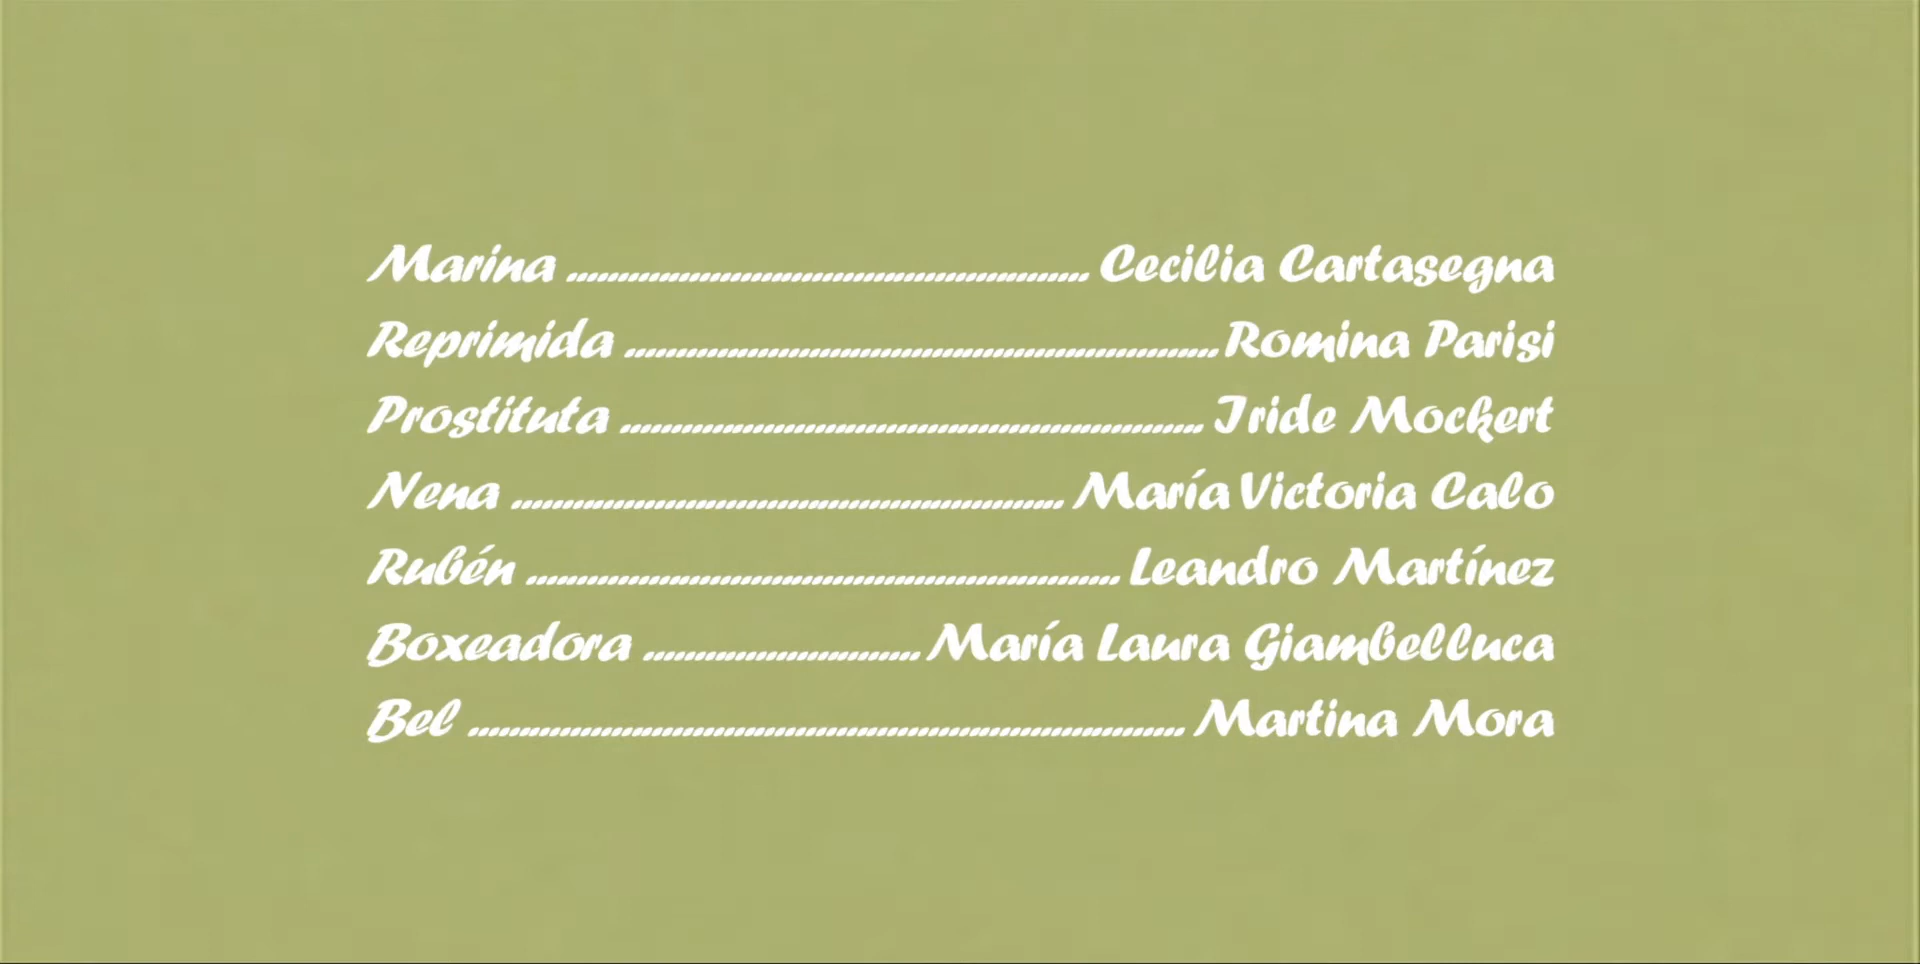 Marina ........................................................ Cecilia Cartasegna
Reprimida ........................................................ Romina Parisi
Prostituta ........................................................ Iride Mockert
Nena ........................................................ María Victoria Calo
Rubén ........................................................ Leandro Martínez
Boxeadora .............................. María Laura Giambelluca
Bel ........................................................................ Martina Mora